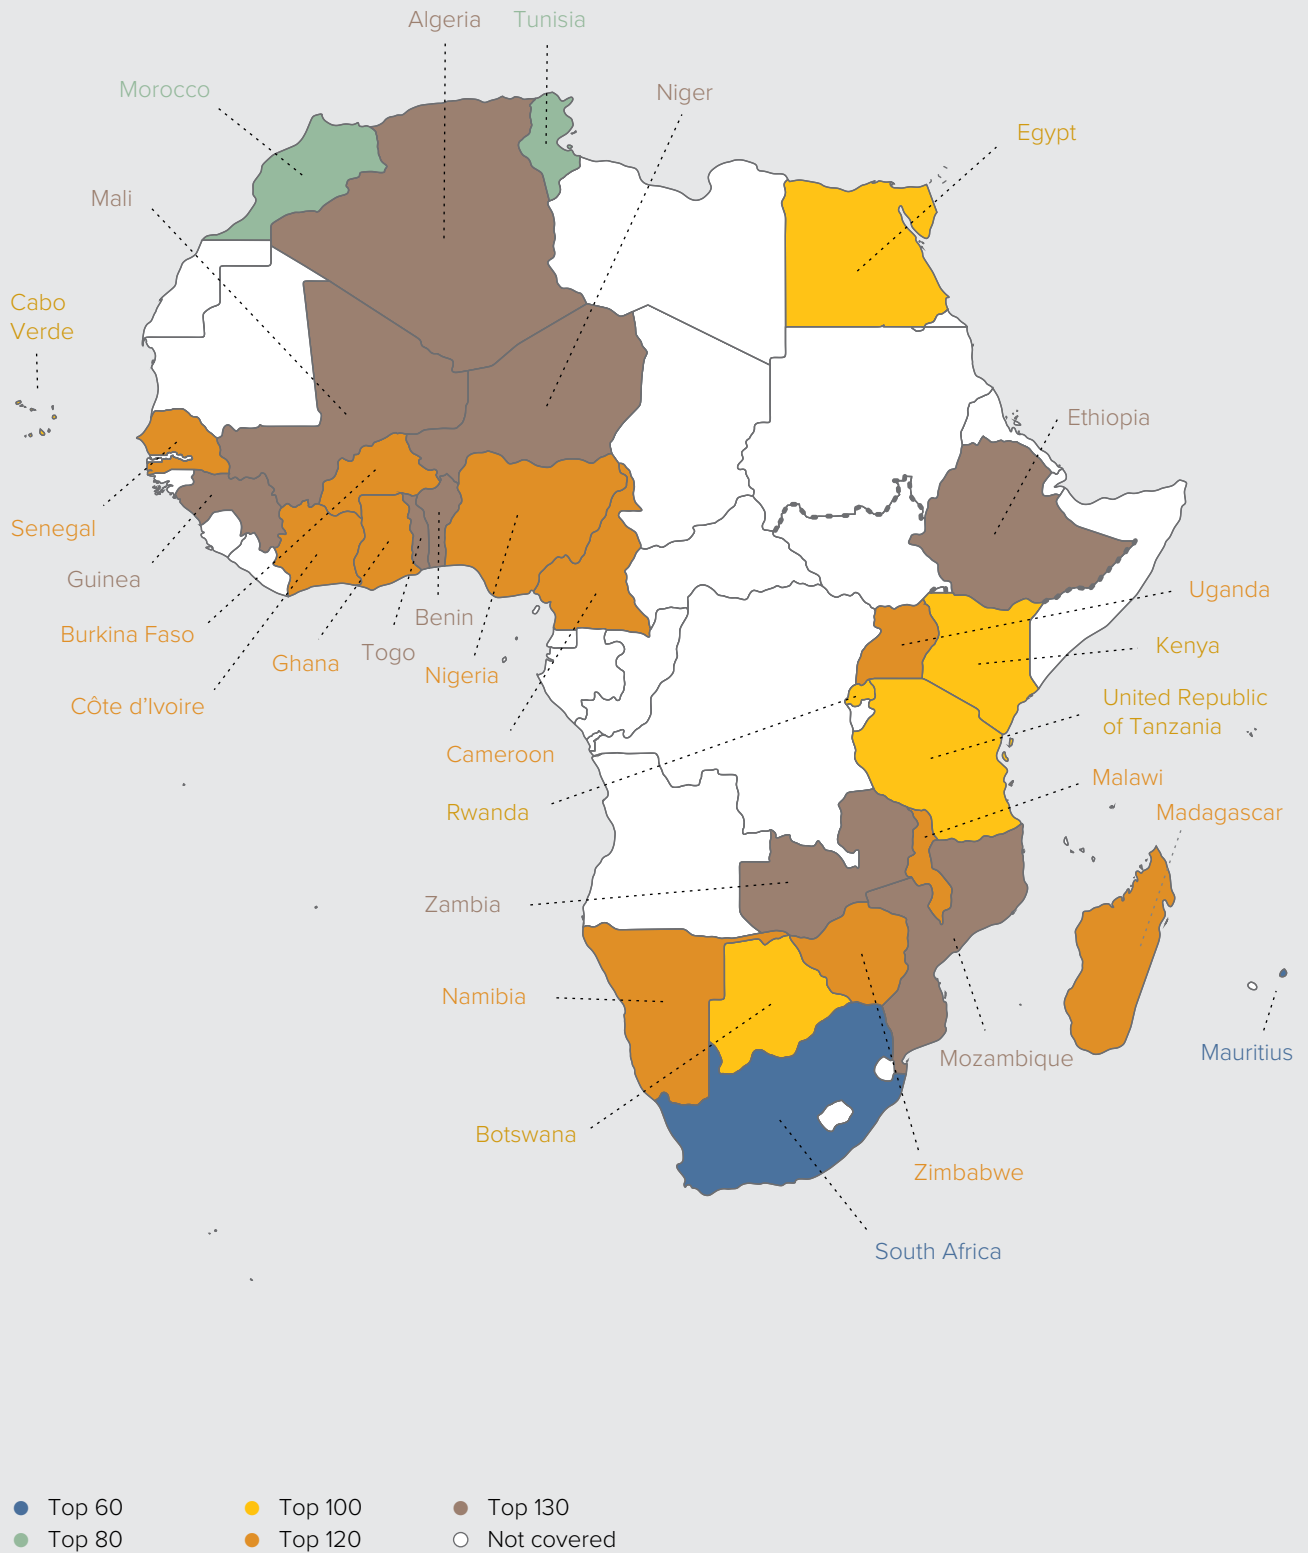 Algeria
Tunisia
Morocco
Niger
Egypt
Mali
Cabo
Verde
Ethiopia
Senegal
Guinea
Uganda
Benin
Burkina Faso
Kenya
Togo
Ghana
Nigeria
United Republic
of Tanzania
Côte d’Ivoire
Cameroon
Malawi
Rwanda
Madagascar
Zambia
Namibia
Mauritius
Mozambique
Botswana
Zimbabwe
South Africa
Top 60
Top 100
Top 130
Top 80
Top 120
Not covered